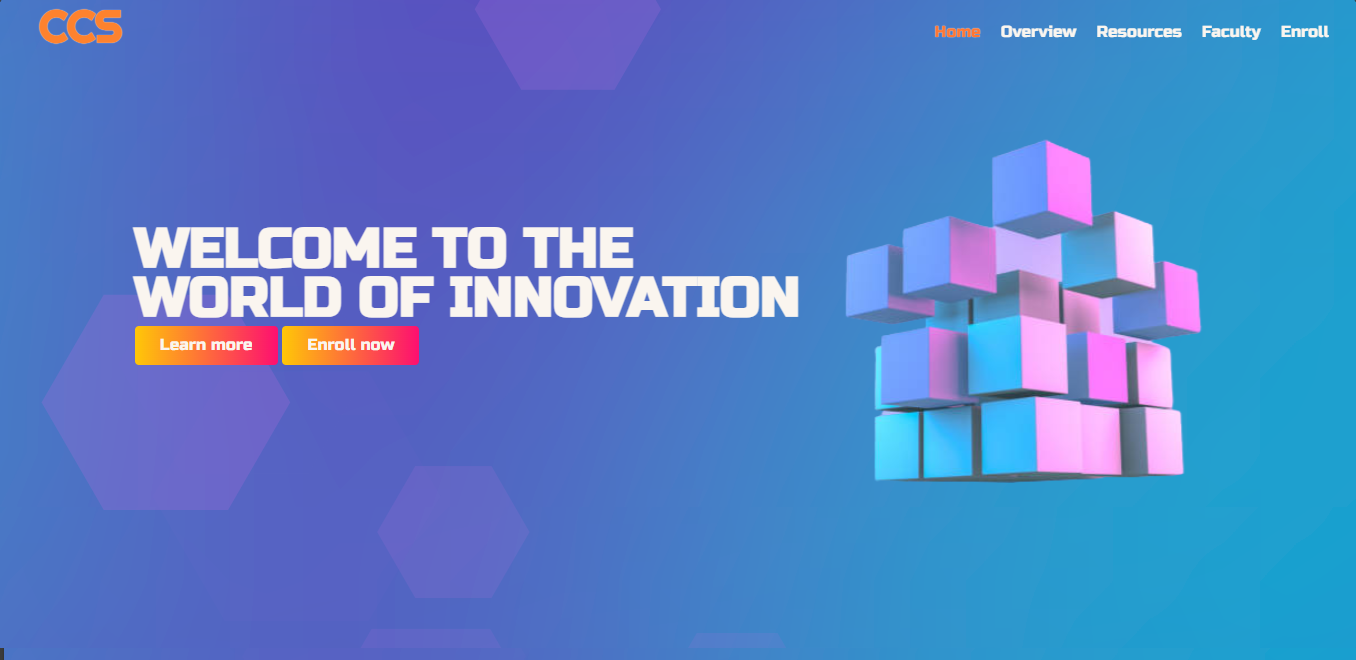 CCS
Home Overview Resources Faculty Enroll
WELCOME TO THE
WORLD OF INNOVATION
Learn more Enroll now